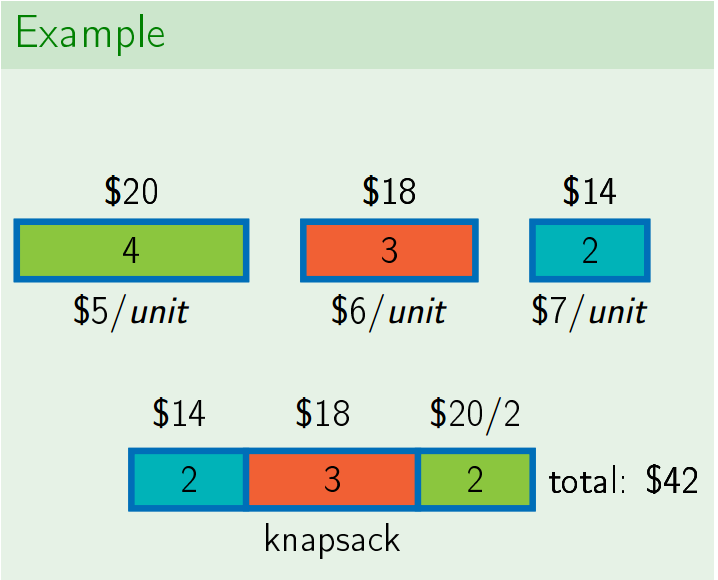 Example
$20 $18 $14
4 3 2
$5/unit $6/unit $7/unit
$14 $18 $20/2
2 3 2 total: $42
knapsack